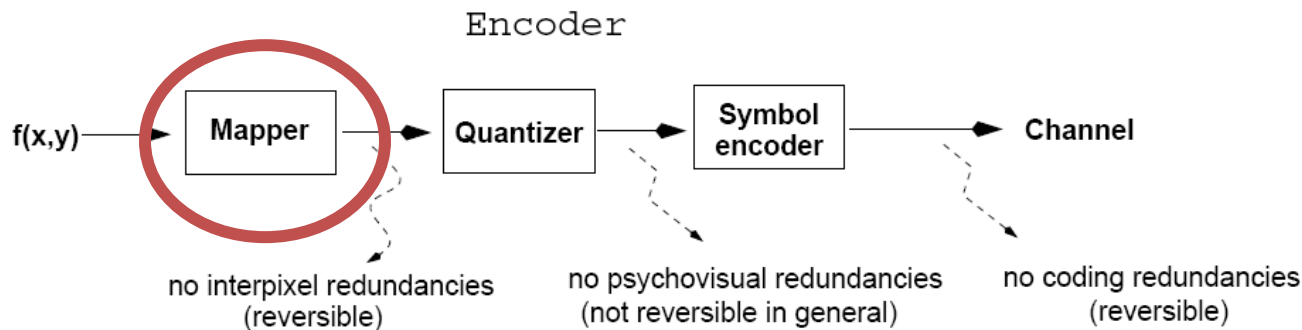 Encoder
f(x,y)
Mapper
Quantizer
Symbol
encoder
Channel
no interpixel redundancies
(reversible)
no psychovisual redundancies
(not reversible in general)
no coding redundancies
(reversible)